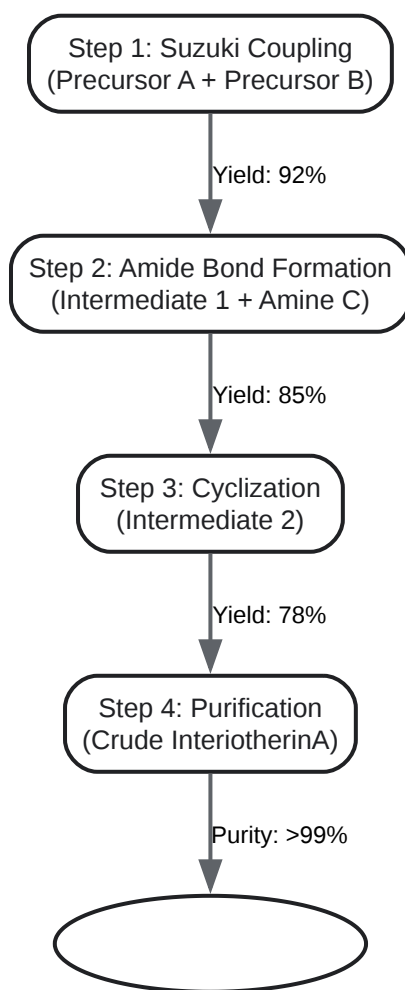 Step 1: Suzuki Coupling
(Precursor A + Precursor B)
Yield: 92%
Step 2: Amide Bond Formation
(Intermediate 1 + Amine C)
Yield: 85%
Step 3: Cyclization
(Intermediate 2)
Yield: 78%
Step 4: Purification
(Crude InteriotherinA)
Purity: >99%